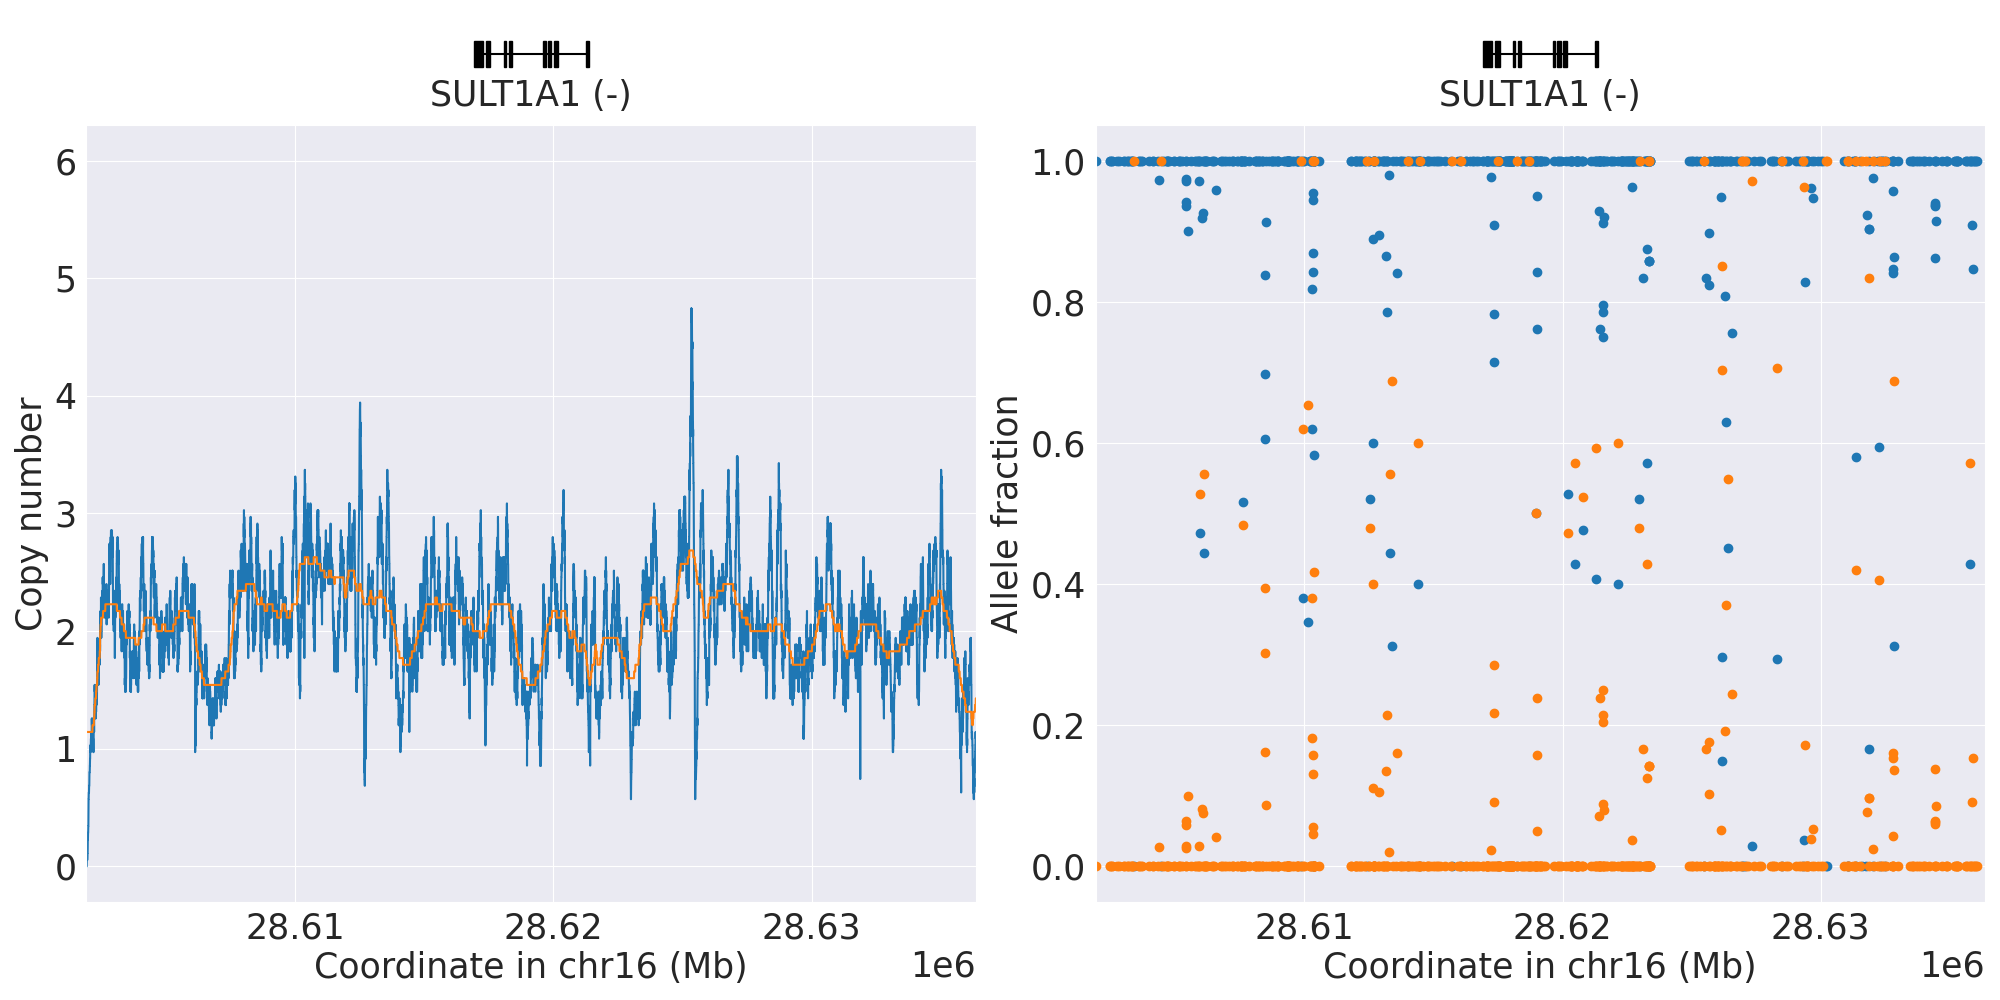 SULT1A1 (-)
Copy number
6
5
4
3
2
1
0
28.61
28.62
28.63
Coordinate in chr16 (Mb)
1e6
SULT1A1 (-)
Allele fraction
1.0
0.8
0.6
0.4
0.2
0.0
28.61
28.62
28.63
Coordinate in chr16 (Mb)
1e6